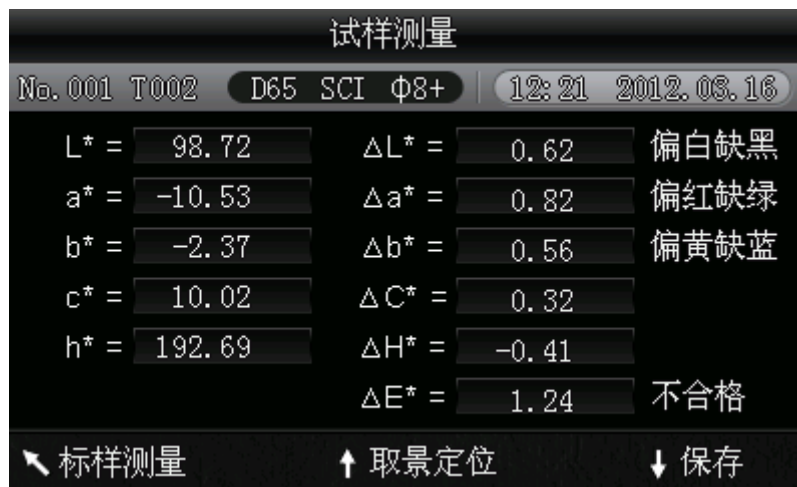 试样测量
No.001 T002 D65 SCI Φ8+ 12:21 2012.03.16
L* = 98.72 ΔL* = 0.62 偏白缺黑
a* = -10.53 Δa* = 0.82 偏红缺绿
b* = -2.37 Δb* = 0.56 偏黄缺蓝
c* = 10.02 ΔC* = 0.32
h* = 192.69 ΔH* = -0.41
ΔE* = 1.24 不合格
标样测量 取景定位 保存